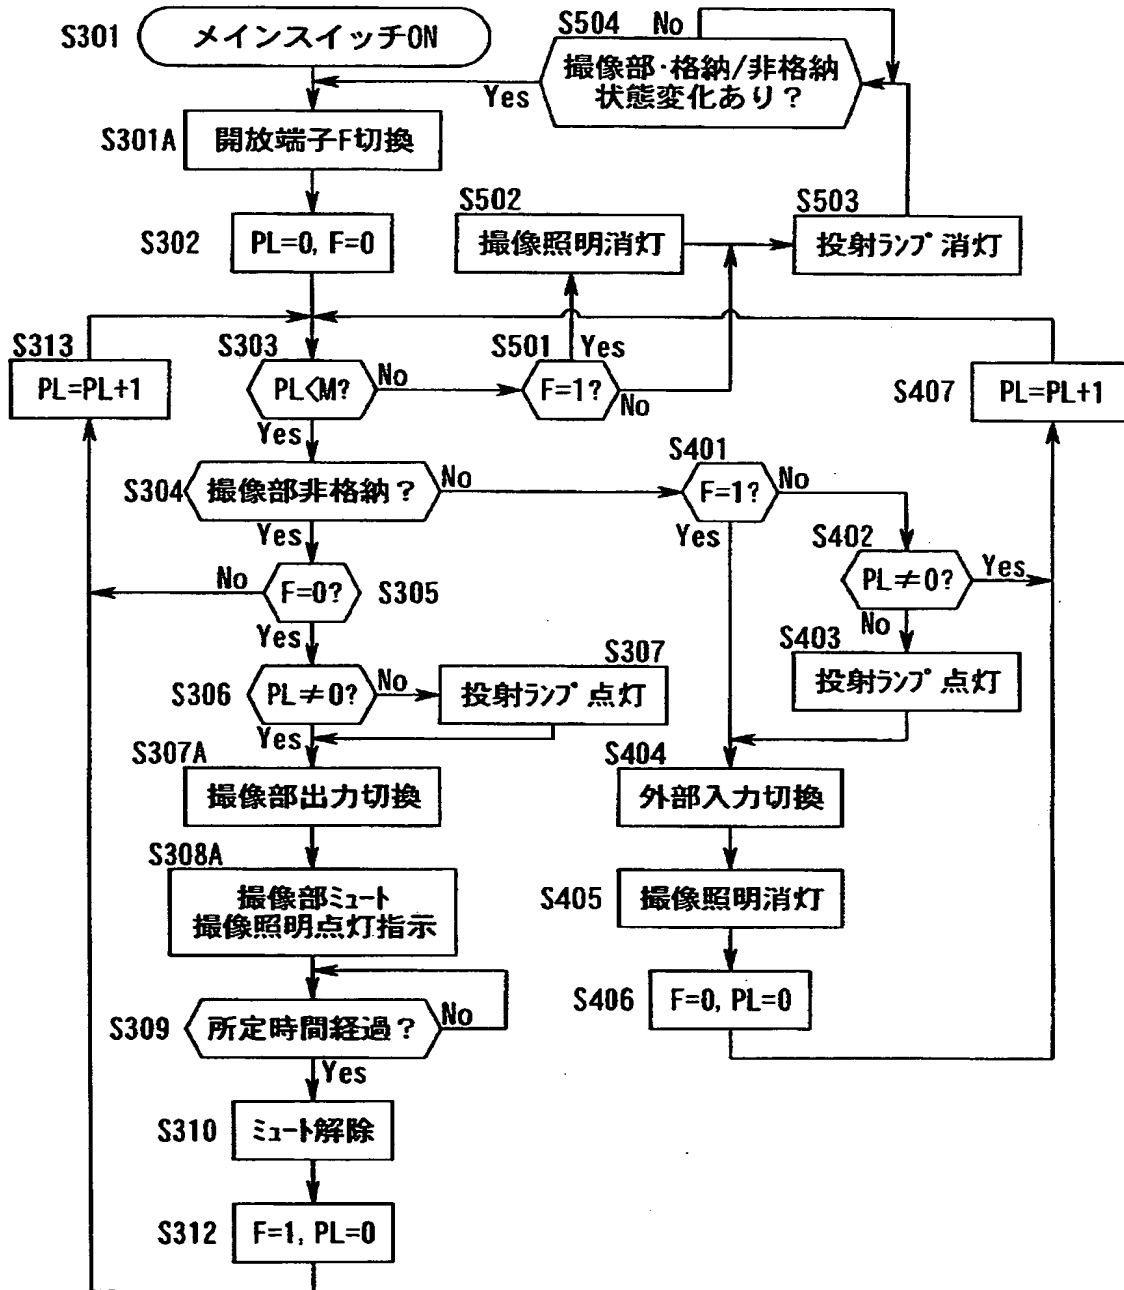 S301
メインスイッチON
S504
No
撮像部・格納/非格納
状態変化あり？
Yes
S301A
開放端子F切換
S302
PL=0, F=0
S502
撮像照明消灯
S503
投射ランプ消灯
S313
PL=PL+1
S303
PL<M?
No
Yes
S501
F=1?
Yes
No
S407
PL=PL+1
S304
撮像部非格納？
No
Yes
S401
F=1?
No
Yes
S402
PL≠0?
Yes
No
S305
F=0?
No
Yes
S403
投射ランプ点灯
S306
PL≠0?
No
Yes
S307
投射ランプ点灯
S307A
撮像部出力切換
S404
外部入力切換
S308A
撮像部ミュート
撮像照明点灯指示
S405
撮像照明消灯
S309
所定時間経過？
No
Yes
S406
F=0, PL=0
S310
ミュート解除
S312
F=1, PL=0